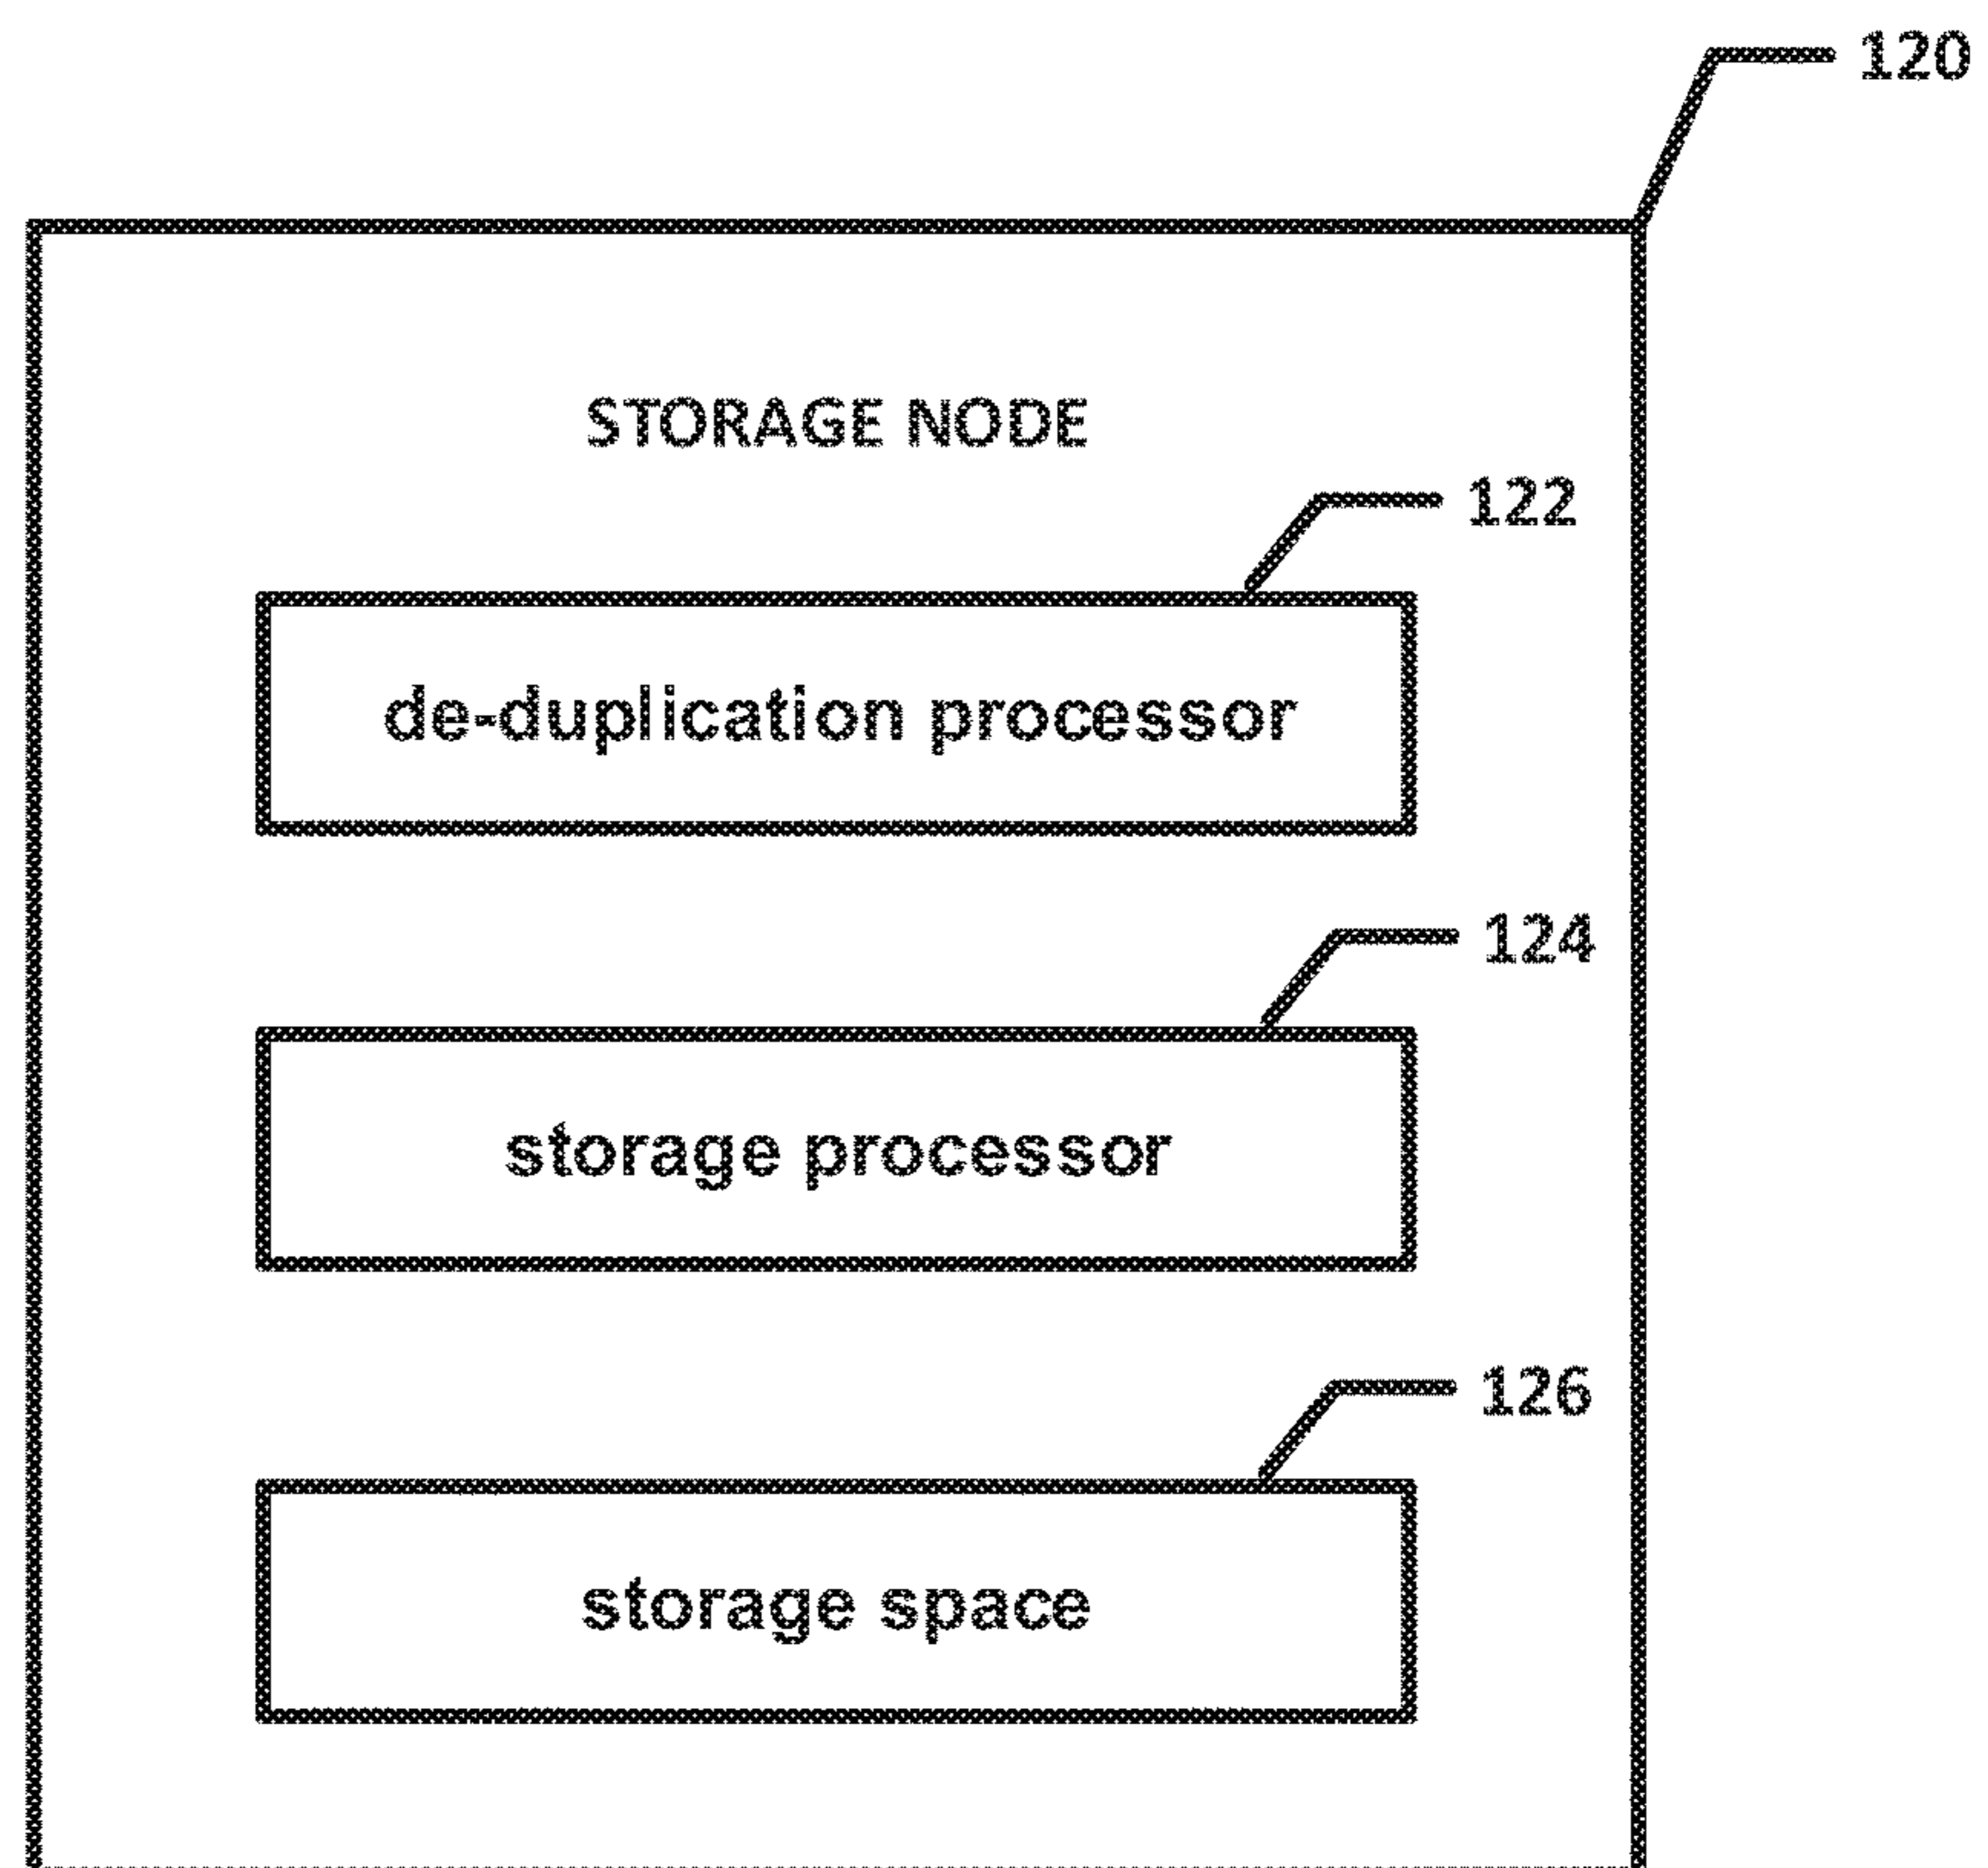 120
STORAGE NODE
122
de-duplication processor
124
storage processor
126
storage space